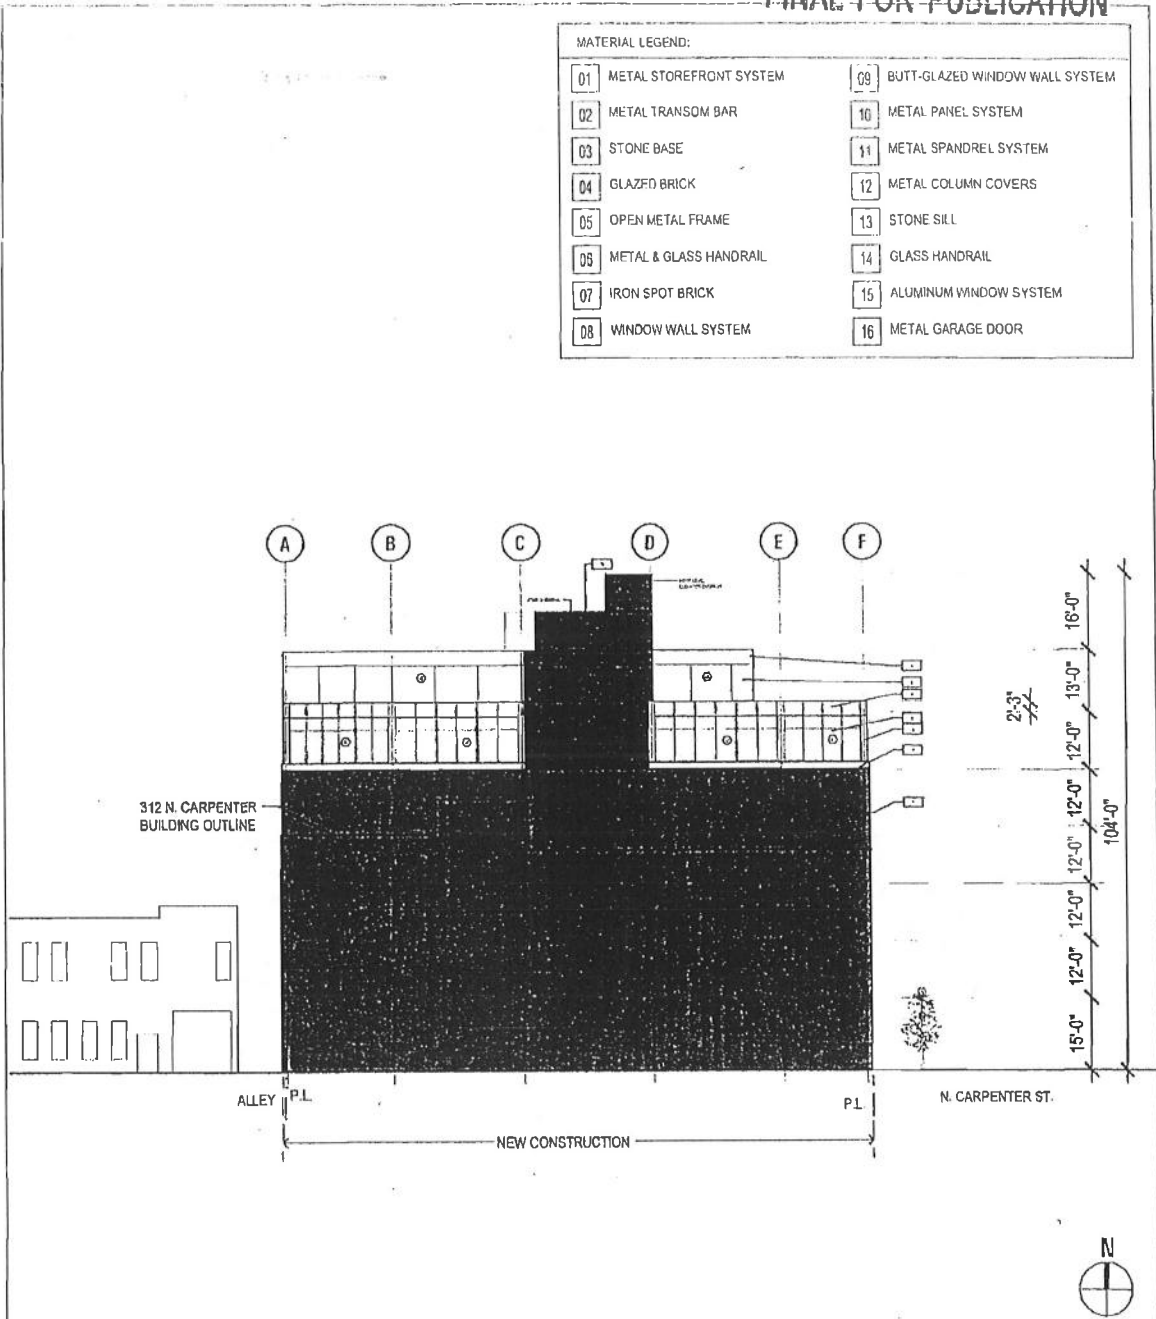 FINAL FOR PUBLICATION
MATERIAL LEGEND:
01 METAL STOREFRONT SYSTEM
02 METAL TRANSOM BAR
03 STONE BASE
04 GLAZED BRICK
05 OPEN METAL FRAME
06 METAL & GLASS HANDRAIL
07 IRON SPOT BRICK
08 WINDOW WALL SYSTEM
09 BUTT-GLAZED WINDOW WALL SYSTEM
10 METAL PANEL SYSTEM
11 METAL SPANDREL SYSTEM
12 METAL COLUMN COVERS
13 STONE SILL
14 GLASS HANDRAIL
15 ALUMINUM WINDOW SYSTEM
16 METAL GARAGE DOOR
A B C D E F
16'-0"
13'-0"
2'-3"
12'-0"
12'-0"
104'-0"
12'-0"
12'-0"
12'-0"
15'-0"
312 N. CARPENTER
BUILDING OUTLINE
ALLEY P.L.
P.L.
N. CARPENTER ST.
NEW CONSTRUCTION
N